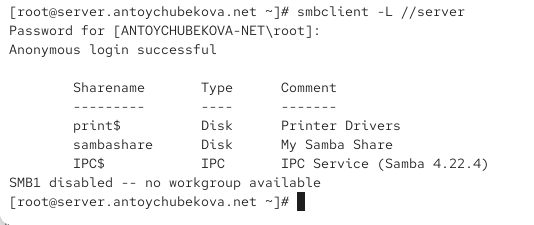 [root@server.antoychubekova.net ~]# smbclient -L //server
Password for [ANTOYCHUBEKOVA-NET\root]:
Anonymous login successful
Sharename Type Comment
--------- ---- -------
print$ Disk Printer Drivers
sambashare Disk My Samba Share
IPC$ IPC IPC Service (Samba 4.22.4)
SMB1 disabled -- no workgroup available
[root@server.antoychubekova.net ~]#